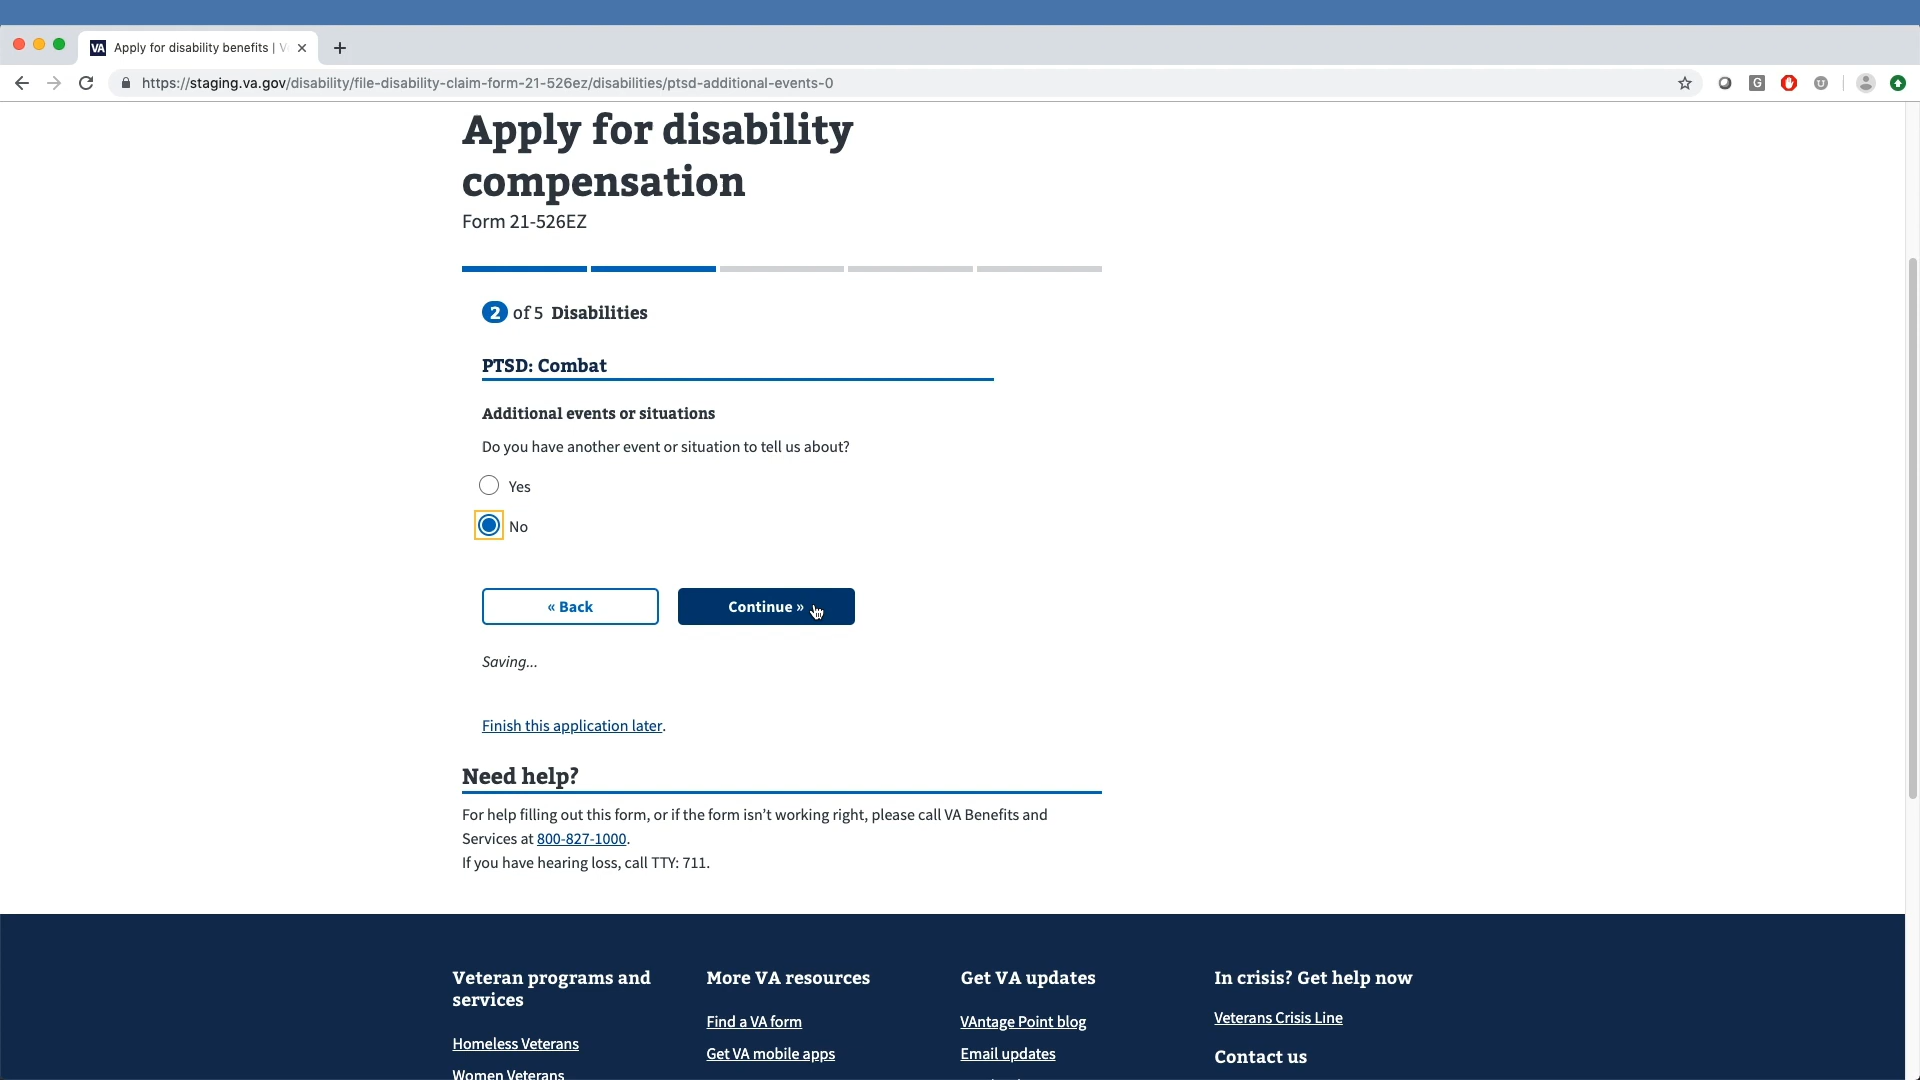 VA Apply for disability benefits | V
https://staging.va.gov/disability/file-disability-claim-form-21-526ez/disabilities/ptsd-additional-events-0
Apply for disability
compensation
Form 21-526EZ
2 of 5 Disabilities
PTSD: Combat
Additional events or situations
Do you have another event or situation to tell us about?
Yes
No
« Back
Continue »
Saving...
Finish this application later.
Need help?
For help filling out this form, or if the form isn’t working right, please call VA Benefits and
Services at 800-827-1000.
If you have hearing loss, call TTY: 711.
Veteran programs and
services
Homeless Veterans
Women Veterans
More VA resources
Find a VA form
Get VA mobile apps
Get VA updates
VAntage Point blog
Email updates
In crisis? Get help now
Veterans Crisis Line
Contact us